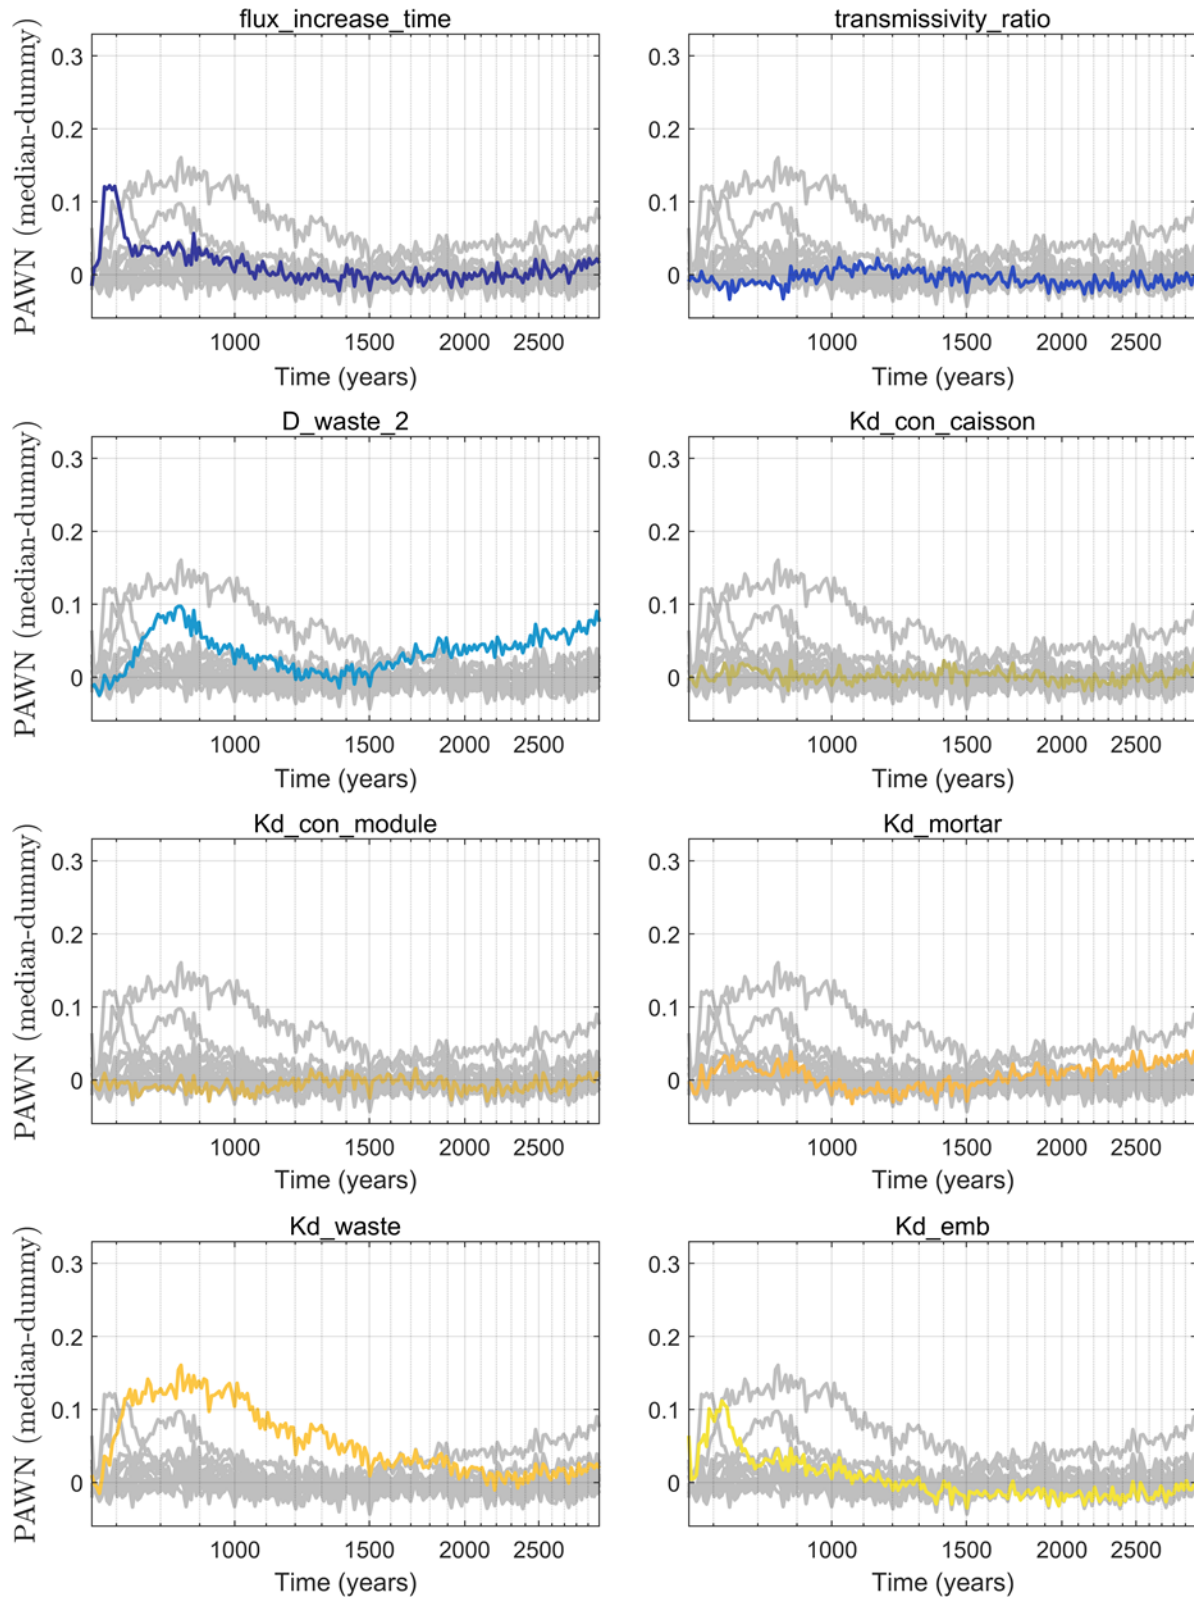 flux_increase_time transmissivity_ratio
0.3 0.3
0.2 0.2
0.1 0.1
0 0
PAWN (median-dummy)
1000 1500 2000 2500 1000 1500 2000 2500
Time (years) Time (years)
D_waste_2 Kd_con_caisson
0.3 0.3
0.2 0.2
0.1 0.1
0 0
PAWN (median-dummy)
1000 1500 2000 2500 1000 1500 2000 2500
Time (years) Time (years)
Kd_con_module Kd_mortar
0.3 0.3
0.2 0.2
0.1 0.1
0 0
PAWN (median-dummy)
1000 1500 2000 2500 1000 1500 2000 2500
Time (years) Time (years)
Kd_waste Kd_emb
0.3 0.3
0.2 0.2
0.1 0.1
0 0
PAWN (median-dummy)
1000 1500 2000 2500 1000 1500 2000 2500
Time (years) Time (years)